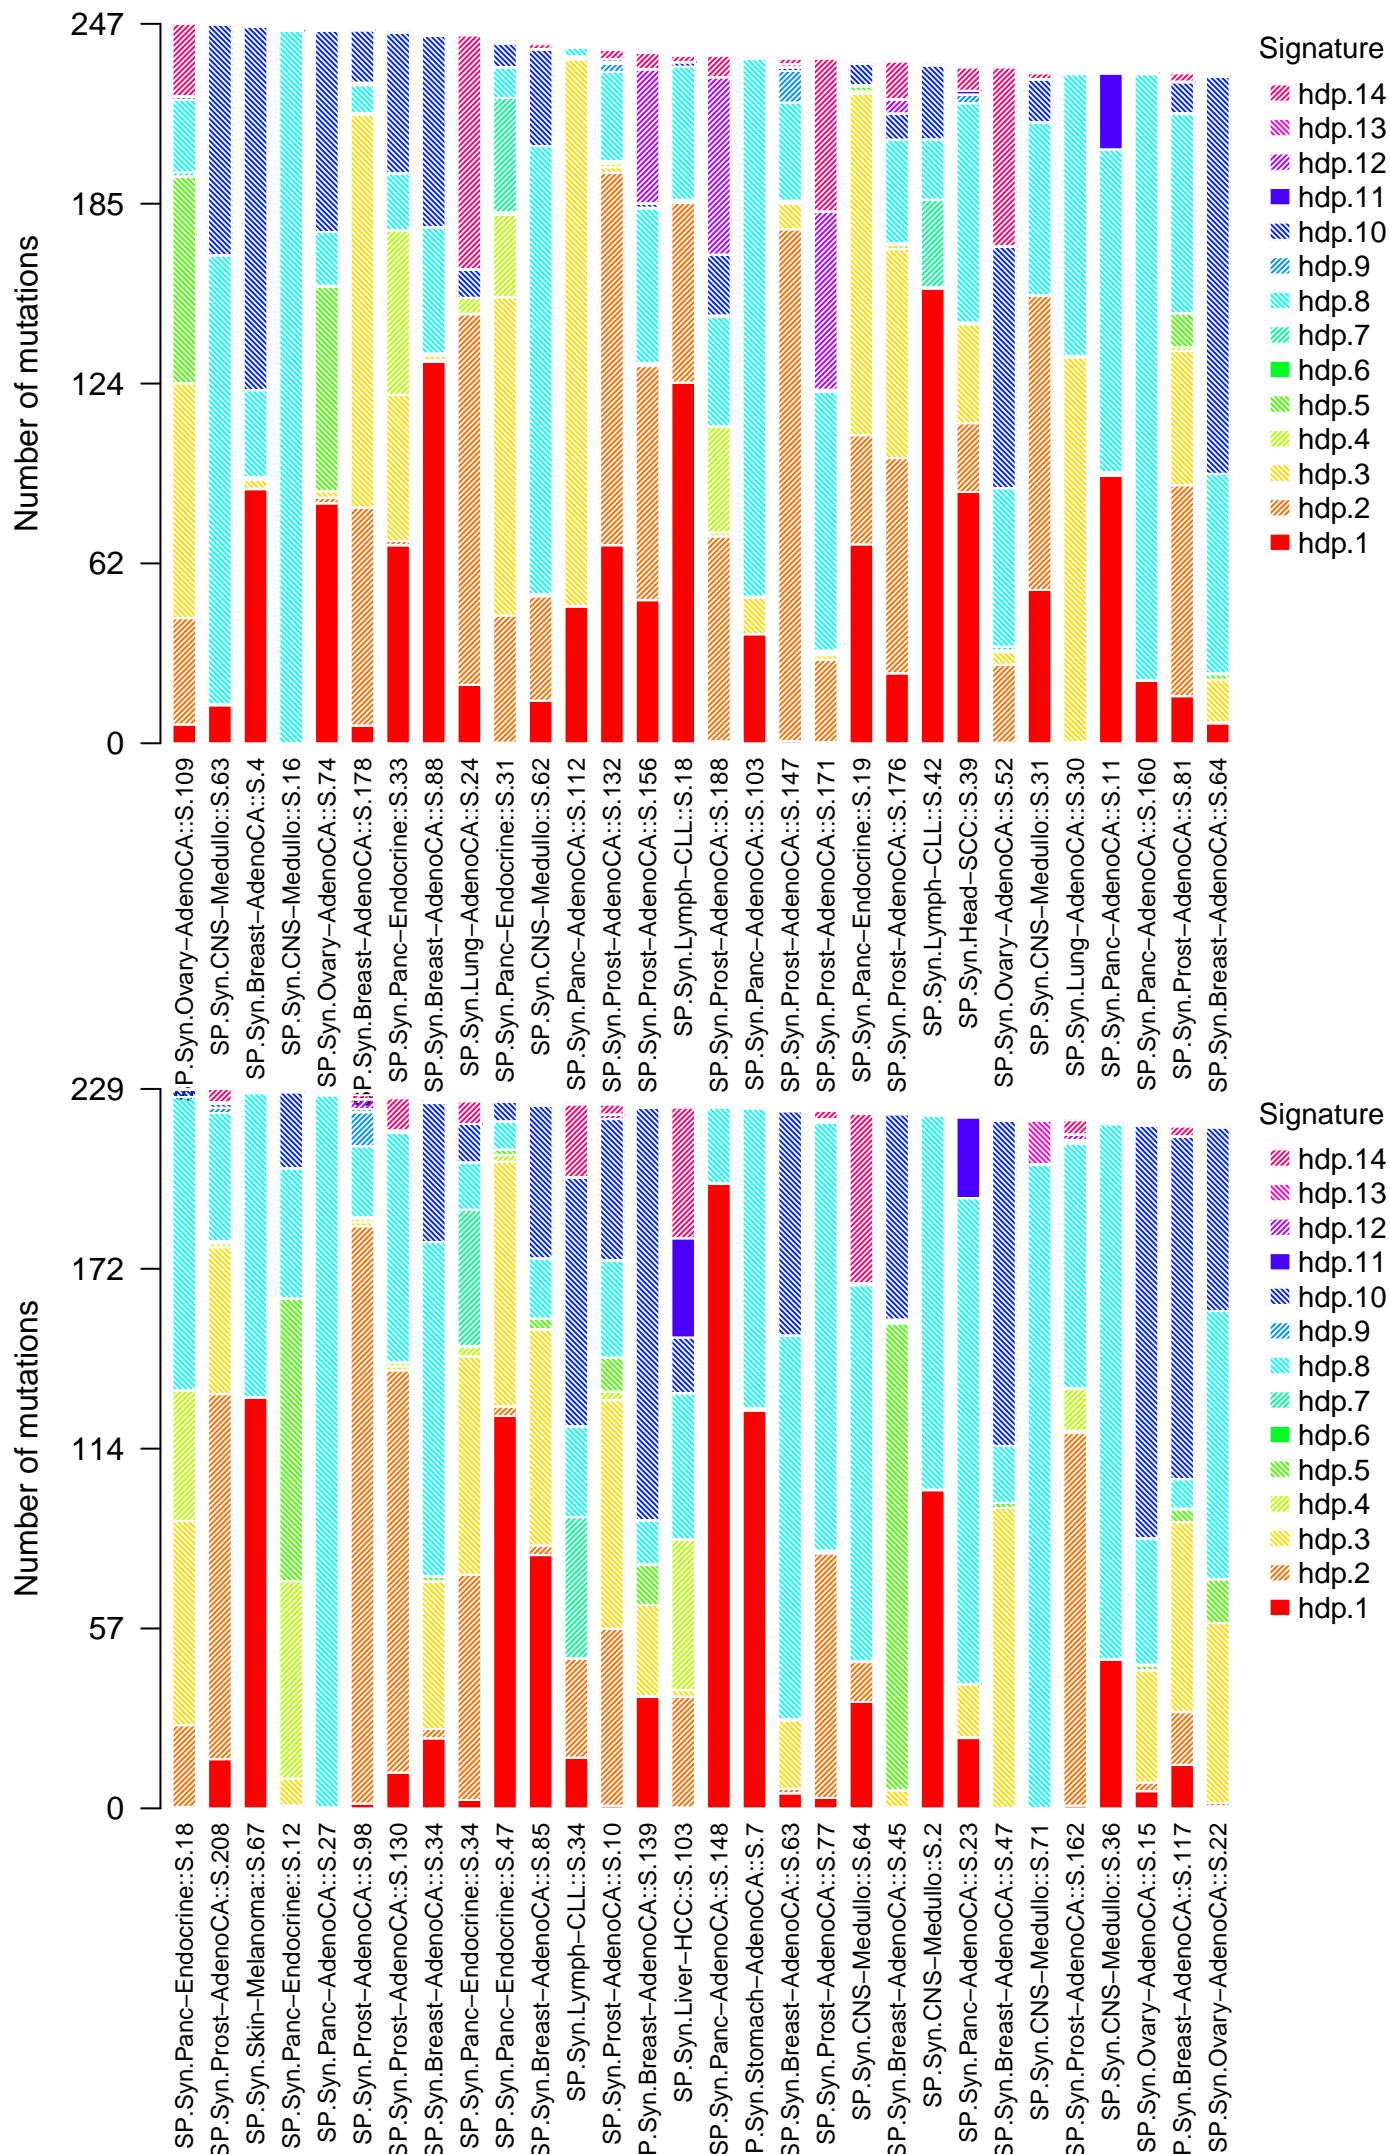 Number of mutations
247
185
124
62
0
Signature
hdp.14
hdp.13
hdp.12
hdp.11
hdp.10
hdp.9
hdp.8
hdp.7
hdp.6
hdp.5
hdp.4
hdp.3
hdp.2
hdp.1
P.Syn.Ovary−AdenoCA::S.109
SP.Syn.CNS−Medullo::S.63
SP.Syn.Breast−AdenoCA::S.4
SP.Syn.CNS−Medullo::S.16
SP.Syn.Ovary−AdenoCA::S.74
SP.Syn.Breast−AdenoCA::S.178
SP.Syn.Panc−Endocrine::S.33
SP.Syn.Breast−AdenoCA::S.88
SP.Syn.Lung−AdenoCA::S.24
SP.Syn.Panc−Endocrine::S.31
SP.Syn.CNS−Medullo::S.62
SP.Syn.Panc−AdenoCA::S.112
SP.Syn.Prost−AdenoCA::S.132
SP.Syn.Prost−AdenoCA::S.156
SP.Syn.Lymph−CLL::S.18
SP.Syn.Prost−AdenoCA::S.188
SP.Syn.Panc−AdenoCA::S.103
SP.Syn.Prost−AdenoCA::S.147
SP.Syn.Prost−AdenoCA::S.171
SP.Syn.Panc−Endocrine::S.19
SP.Syn.Prost−AdenoCA::S.176
SP.Syn.Lymph−CLL::S.42
SP.Syn.Head−SCC::S.39
SP.Syn.Ovary−AdenoCA::S.52
SP.Syn.CNS−Medullo::S.31
SP.Syn.Lung−AdenoCA::S.30
SP.Syn.Panc−AdenoCA::S.11
SP.Syn.Panc−AdenoCA::S.160
SP.Syn.Prost−AdenoCA::S.81
SP.Syn.Breast−AdenoCA::S.64
Number of mutations
229
172
114
57
0
Signature
hdp.14
hdp.13
hdp.12
hdp.11
hdp.10
hdp.9
hdp.8
hdp.7
hdp.6
hdp.5
hdp.4
hdp.3
hdp.2
hdp.1
SP.Syn.Panc−Endocrine::S.18
SP.Syn.Prost−AdenoCA::S.208
SP.Syn.Skin−Melanoma::S.67
SP.Syn.Panc−Endocrine::S.12
SP.Syn.Panc−AdenoCA::S.27
SP.Syn.Prost−AdenoCA::S.98
SP.Syn.Prost−AdenoCA::S.130
SP.Syn.Breast−AdenoCA::S.34
SP.Syn.Panc−Endocrine::S.34
SP.Syn.Panc−Endocrine::S.47
SP.Syn.Breast−AdenoCA::S.85
SP.Syn.Lymph−CLL::S.34
SP.Syn.Prost−AdenoCA::S.10
P.Syn.Breast−AdenoCA::S.139
SP.Syn.Liver−HCC::S.103
SP.Syn.Panc−AdenoCA::S.148
P.Syn.Stomach−AdenoCA::S.7
SP.Syn.Breast−AdenoCA::S.63
SP.Syn.Prost−AdenoCA::S.77
SP.Syn.CNS−Medullo::S.64
SP.Syn.Breast−AdenoCA::S.45
SP.Syn.CNS−Medullo::S.2
SP.Syn.Panc−AdenoCA::S.23
SP.Syn.Breast−AdenoCA::S.47
SP.Syn.CNS−Medullo::S.71
SP.Syn.Prost−AdenoCA::S.162
SP.Syn.CNS−Medullo::S.36
SP.Syn.Ovary−AdenoCA::S.15
SP.Syn.Breast−AdenoCA::S.117
SP.Syn.Ovary−AdenoCA::S.22